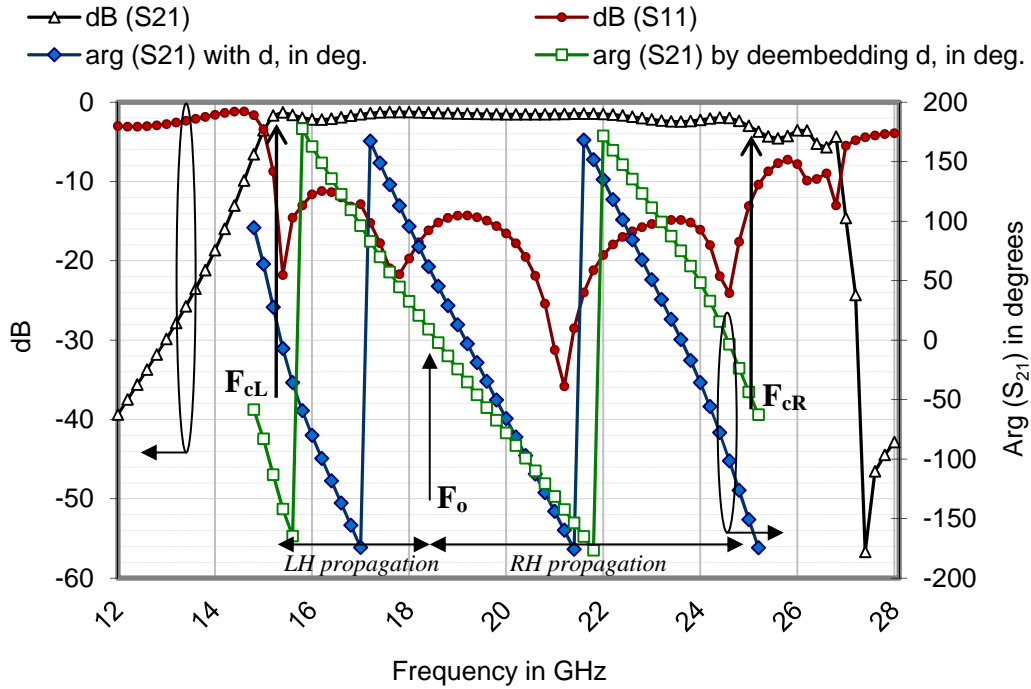 dB (S21)
dB (S11)
arg (S21) with d, in deg.
arg (S21) by deembedding d, in deg.
0
-10
-20
-30
-40
-50
-60
dB
200
150
100
50
0
-50
-100
-150
-200
Arg (S21) in degrees
FcL
Fo
FcR
LH propagation
RH propagation
12
14
16
18
20
22
24
26
28
Frequency in GHz